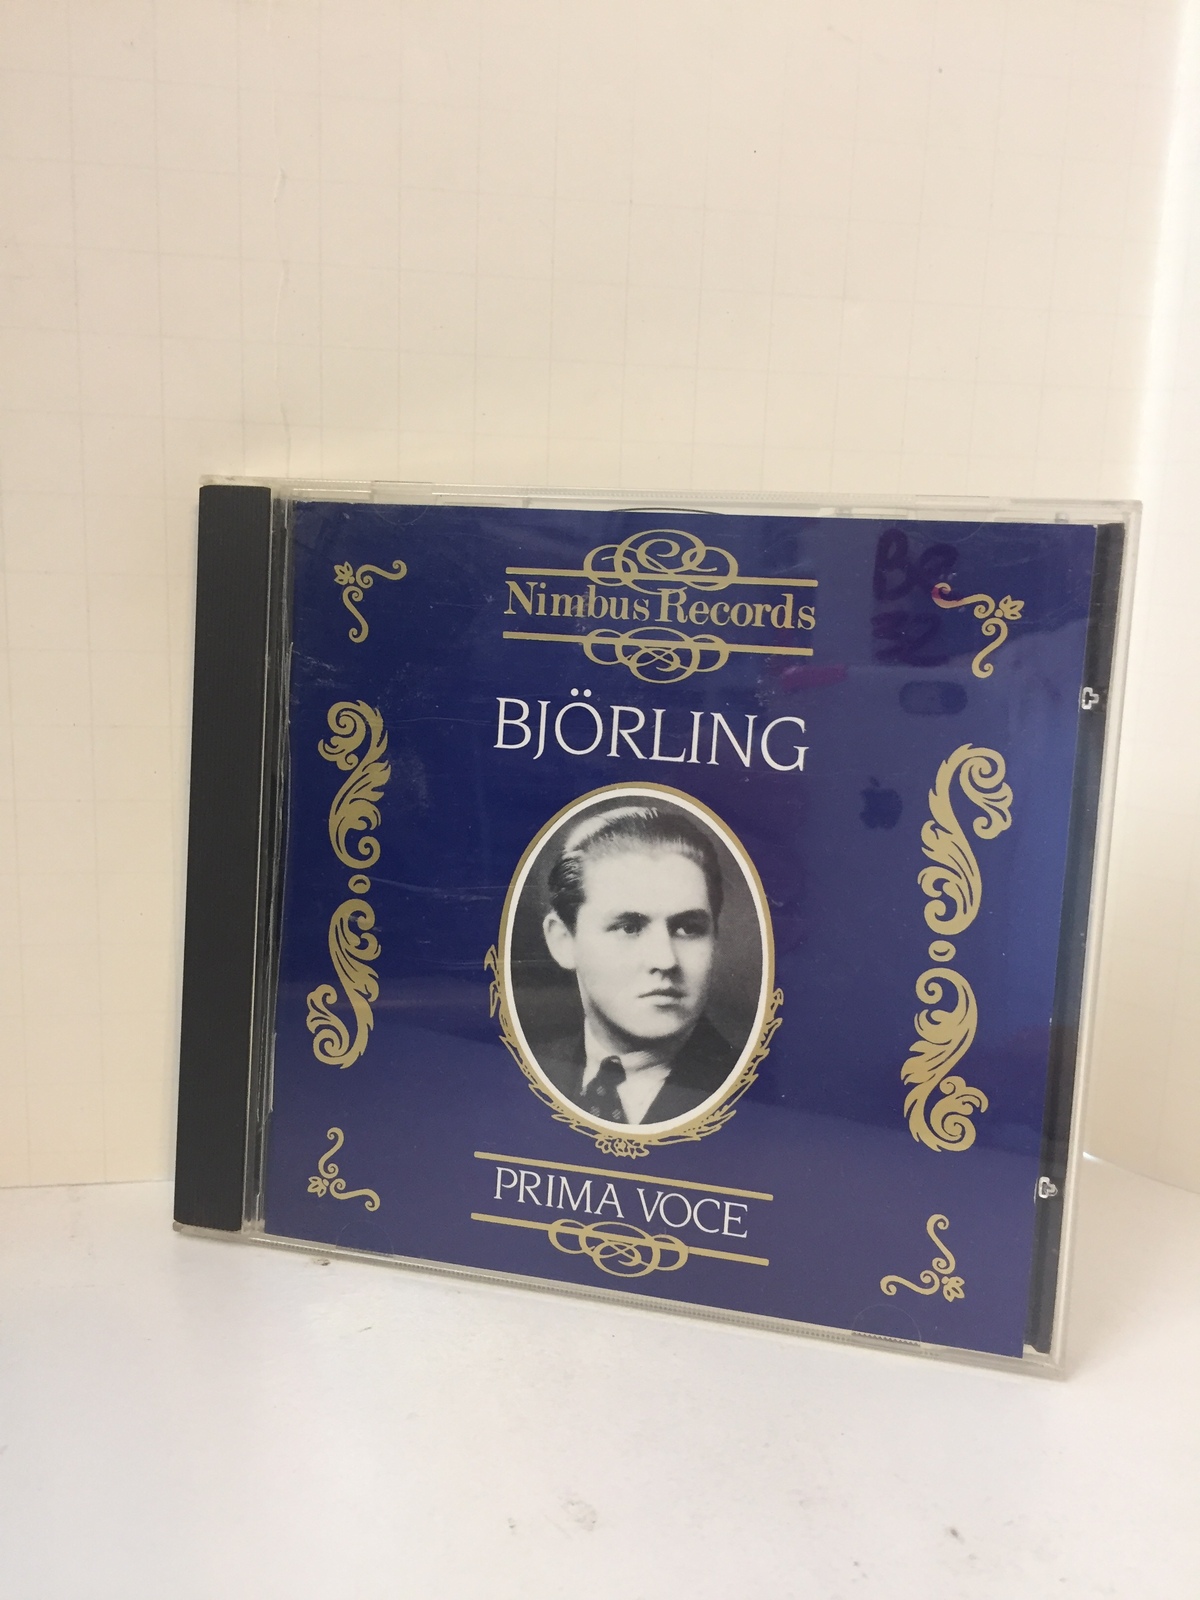 Nimbus Records
BJÖRLING
PRIMA VOCE